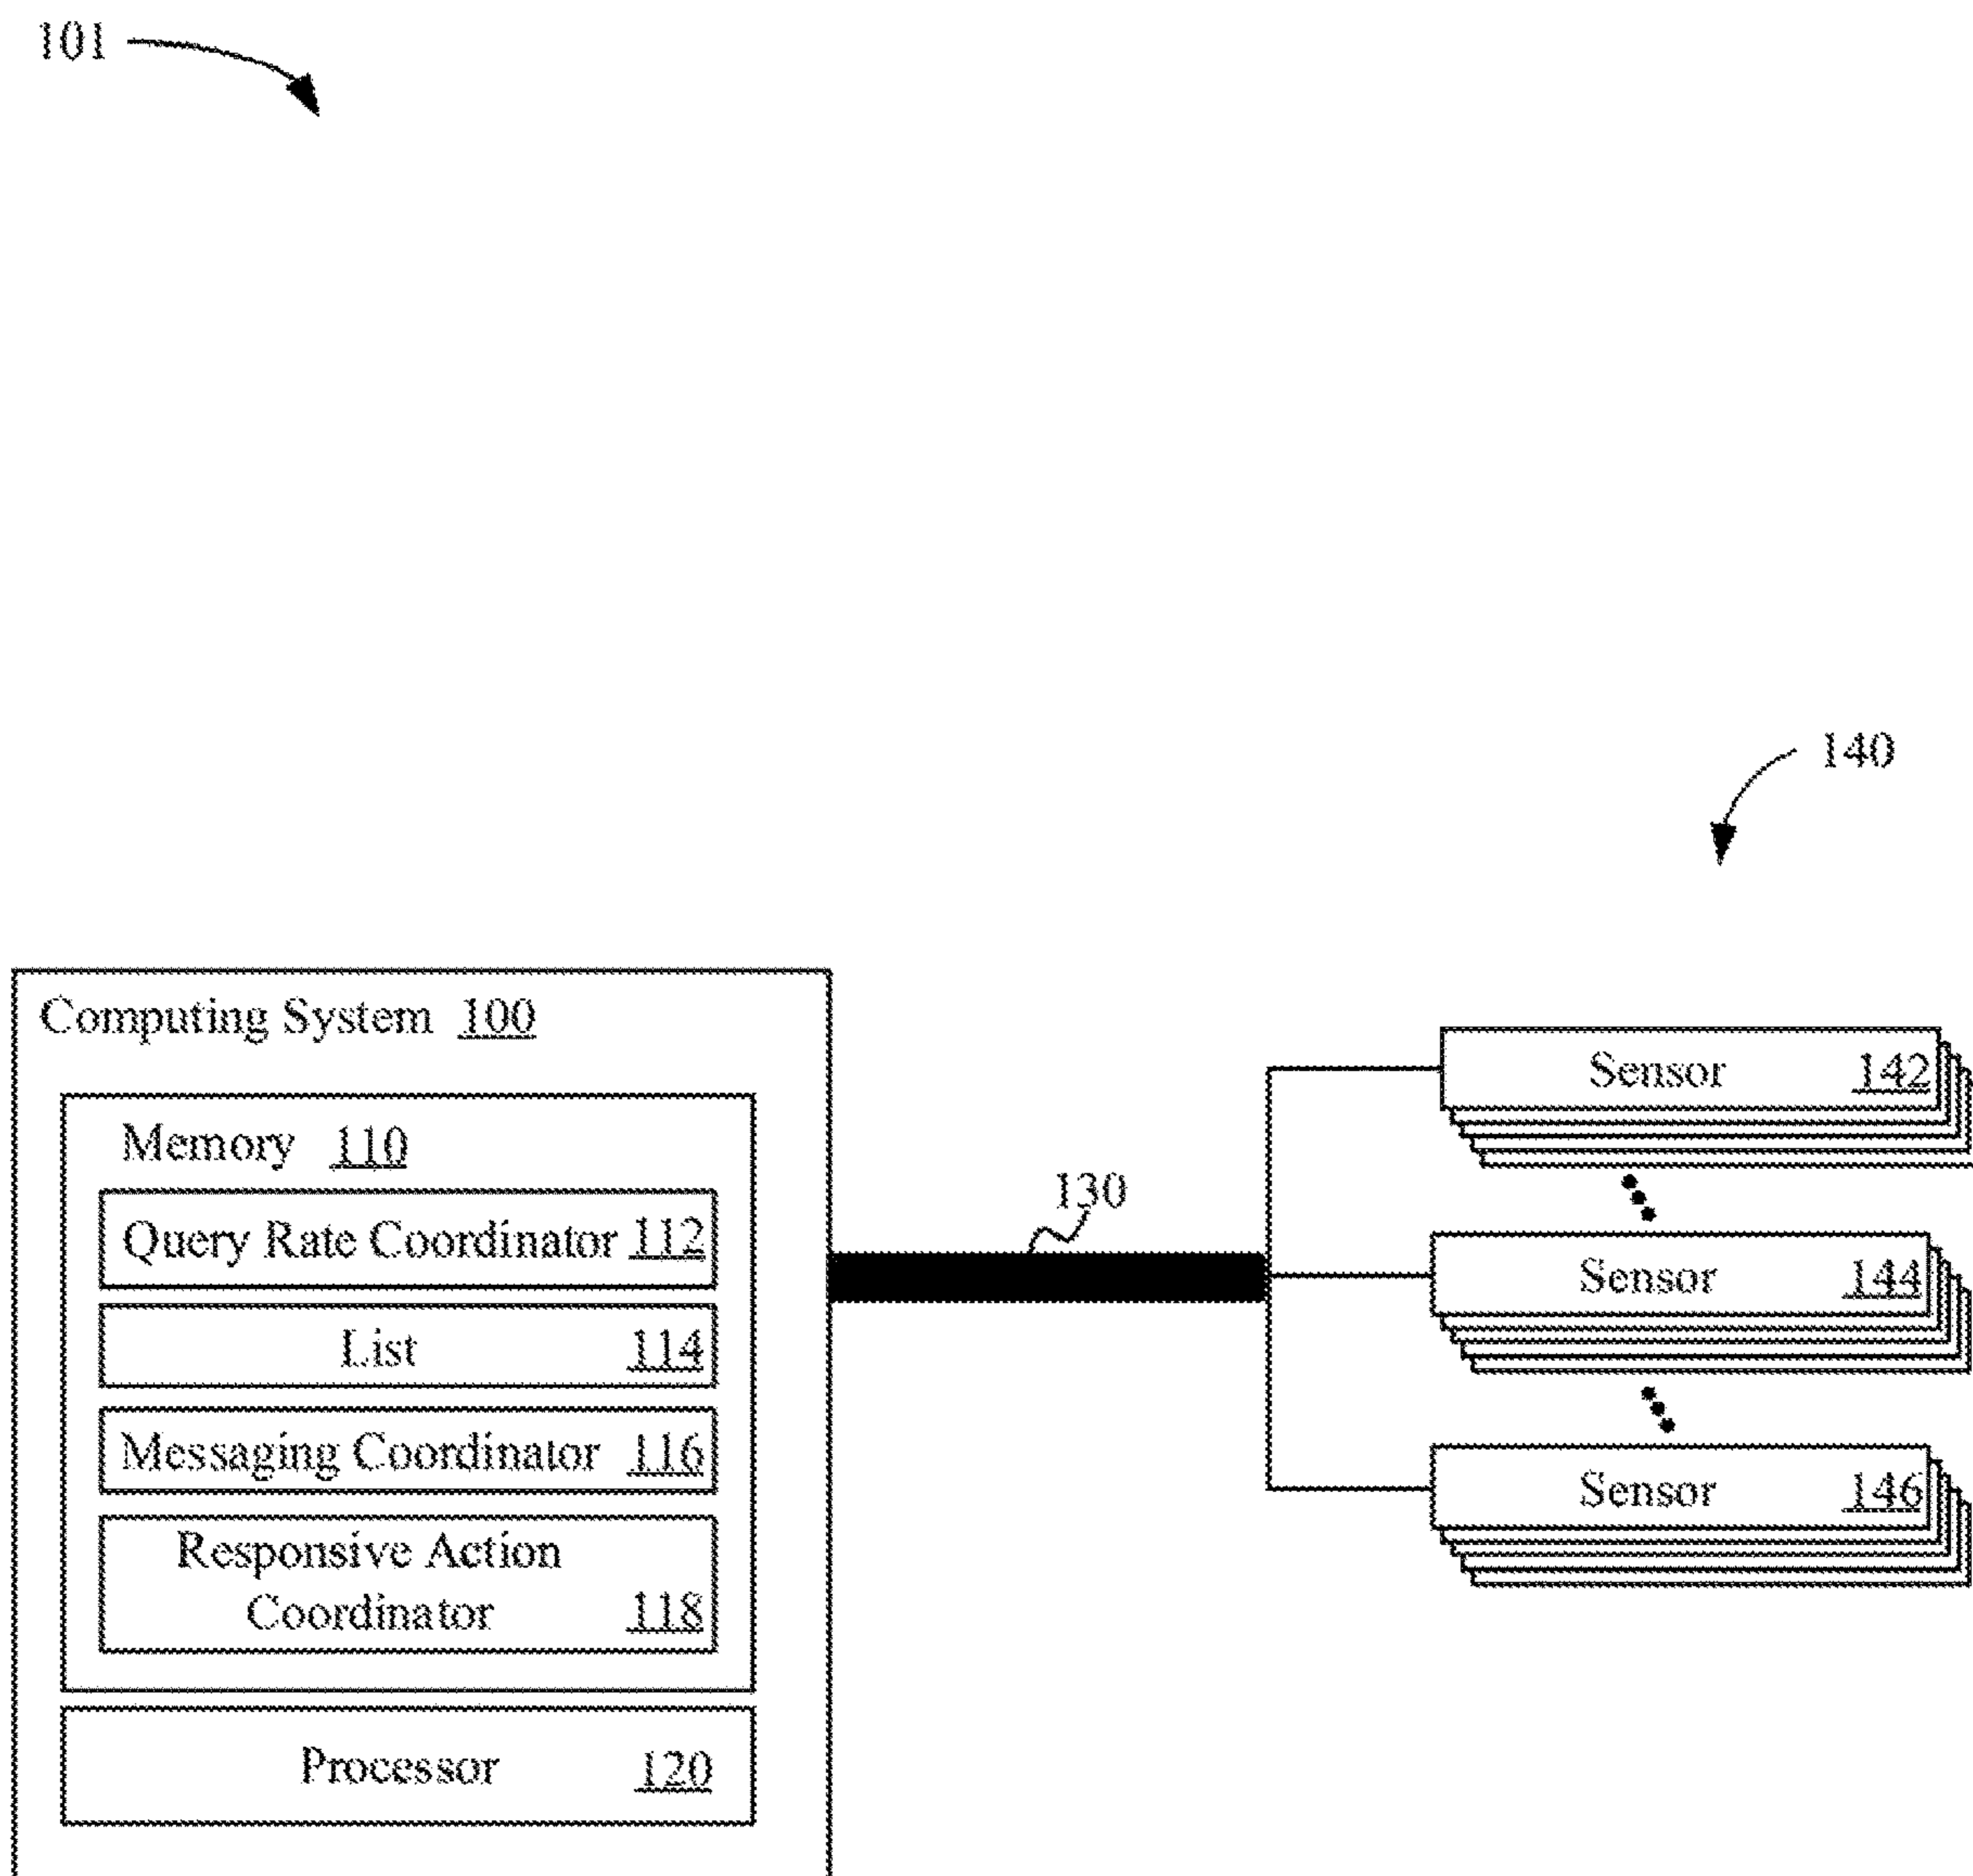 101
140
Computing System 100
Memory 110
Query Rate Coordinator 112
List 114
Messaging Coordinator 116
Responsive Action
Coordinator 118
Processor 120
130
Sensor 142
Sensor 144
Sensor 146